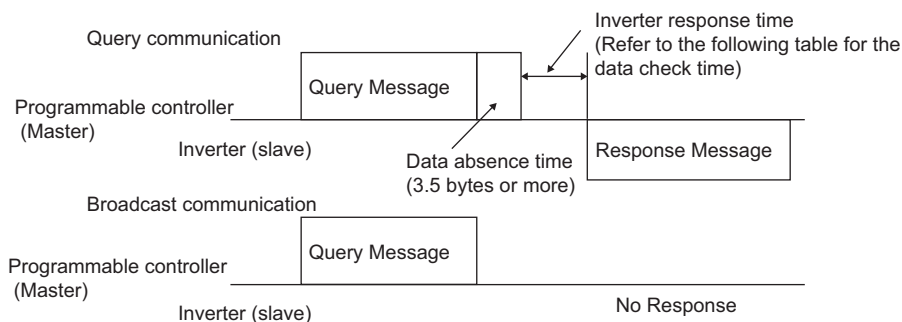 Query communication
Inverter response time
(Refer to the following table for the
data check time)
Query Message
Programmable controller
(Master)
Inverter (slave)
Data absence time
(3.5 bytes or more)
Response Message
Broadcast communication
Query Message
Programmable controller
(Master)
Inverter (slave)
No Response